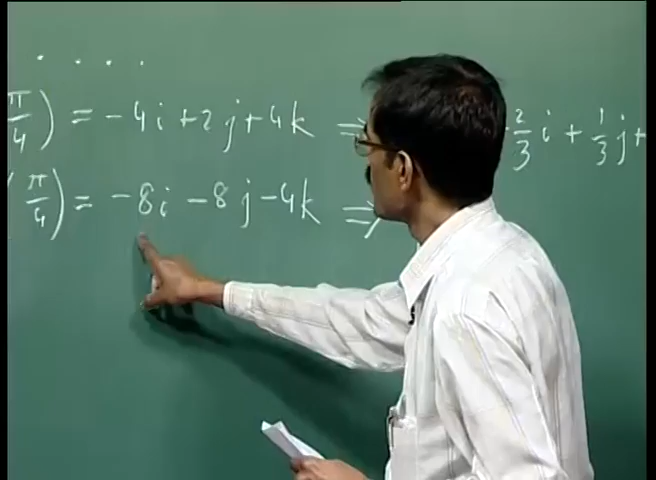 π/4) = -4i + 2j + 4k ⇒ -2/3 i + 1/3 j +
π/4) = -8i - 8j - 4k ⇒